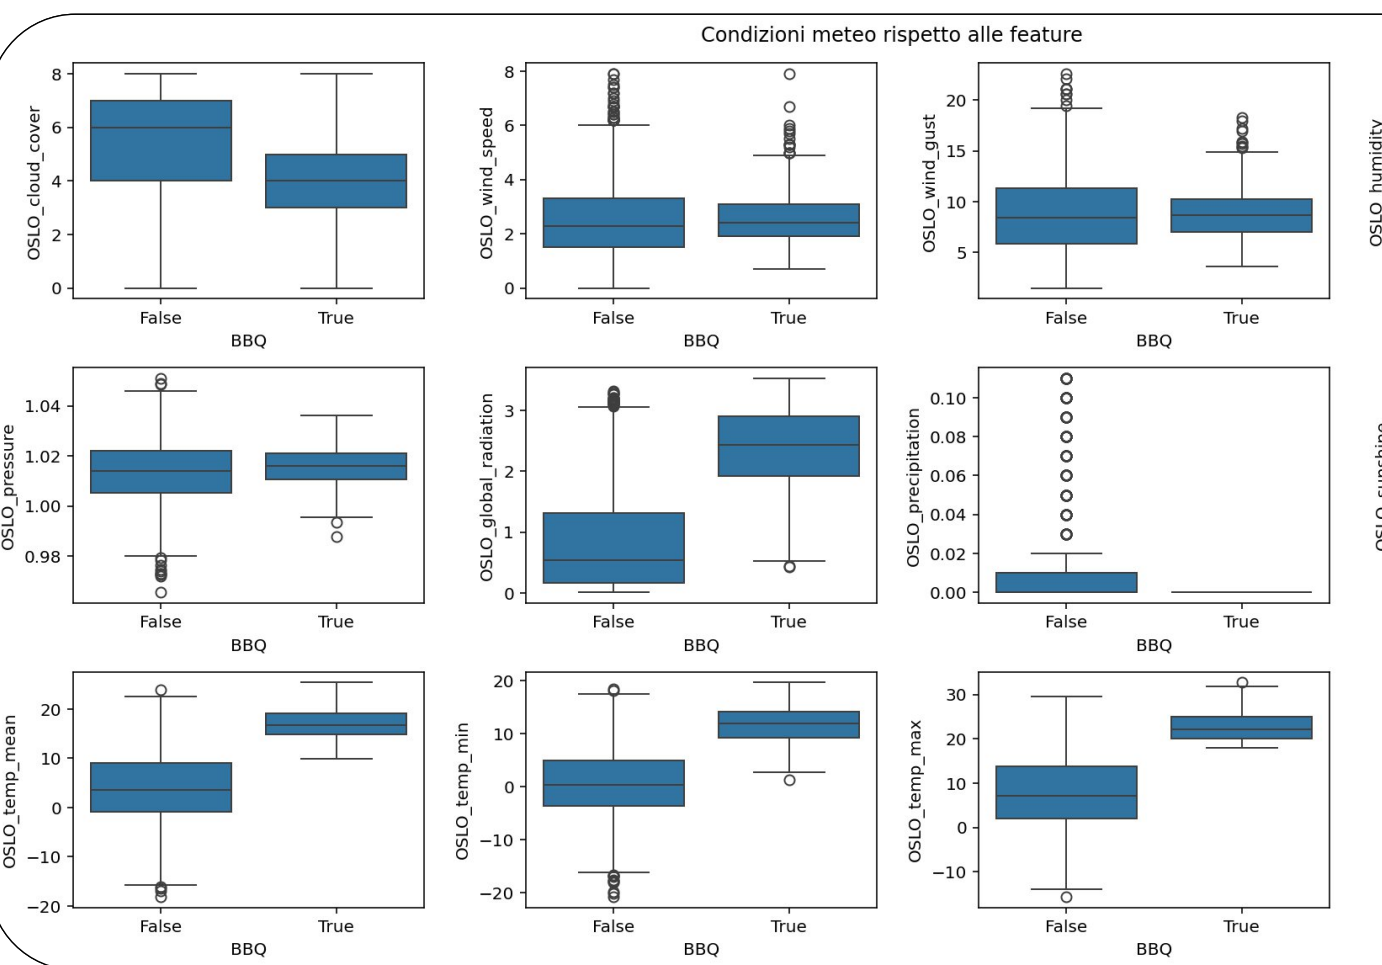 Condizioni meteo rispetto alle feature
OSLO_cloud_cover
8
6
4
2
0
False
True
BBQ
OSLO_wind_speed
8
6
4
2
0
False
True
BBQ
OSLO_wind_gust
20
15
10
5
False
True
BBQ
OSLO_humidity
OSLO_pressure
1.04
1.02
1.00
0.98
False
True
BBQ
OSLO_global_radiation
3
2
1
0
False
True
BBQ
OSLO_precipitation
0.10
0.08
0.06
0.04
0.02
0.00
False
True
BBQ
OSLO_sunshine
OSLO_temp_mean
20
10
0
−10
−20
False
True
BBQ
OSLO_temp_min
20
10
0
−10
−20
False
True
BBQ
OSLO_temp_max
30
20
10
0
−10
False
True
BBQ